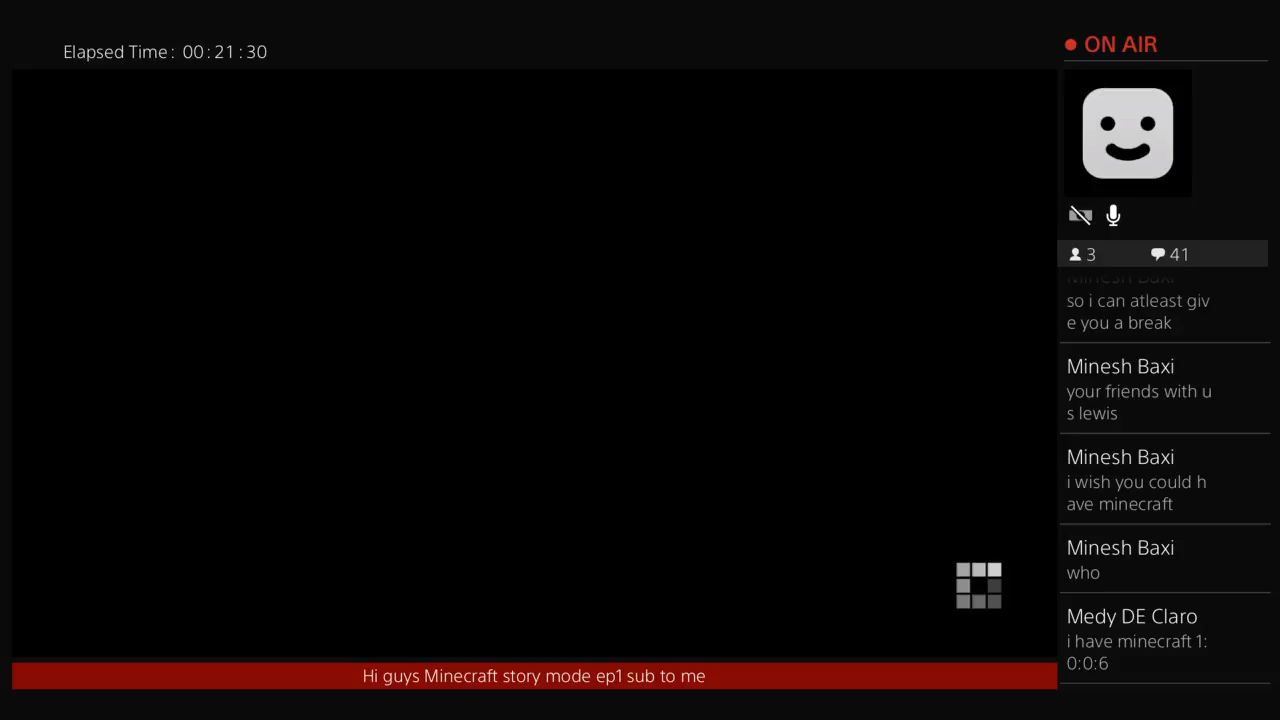 Elapsed Time: 00:21:30
ON AIR
3 41
Minesh Baxi
so i can atleast giv
e you a break
Minesh Baxi
your friends with u
s lewis
Minesh Baxi
i wish you could h
ave minecraft
Minesh Baxi
who
Medy DE Claro
i have minecraft 1:
0:0:6
Hi guys Minecraft story mode ep1 sub to me